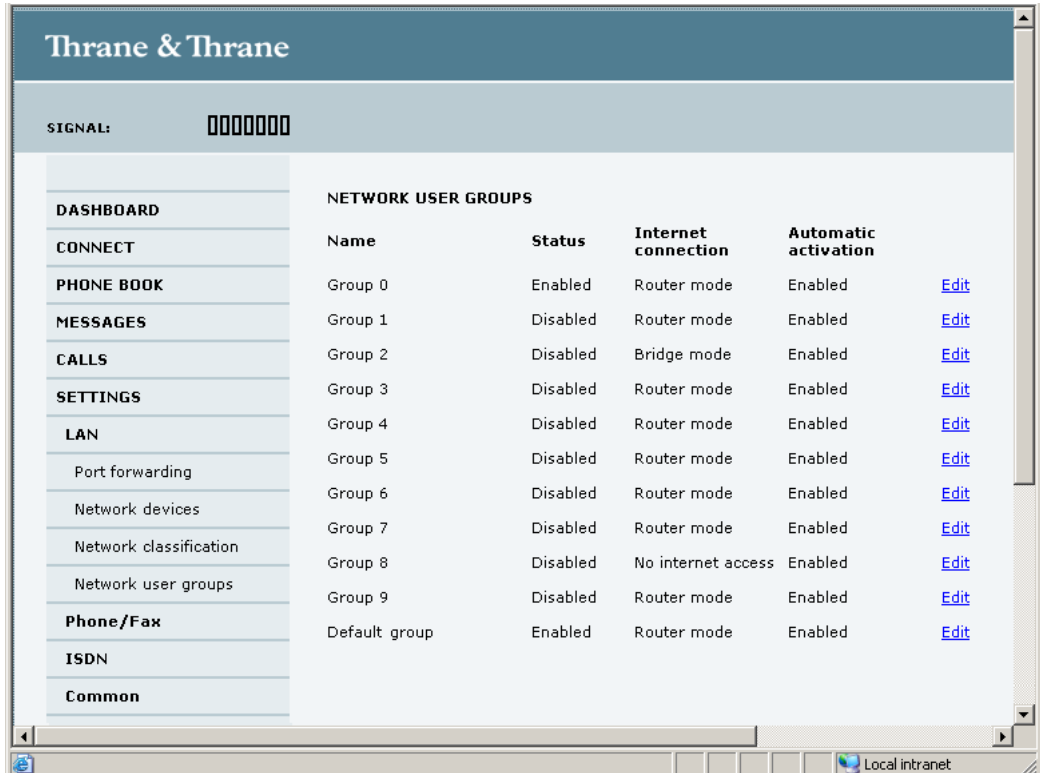 Thrane & Thrane
SIGNAL:
DASHBOARD
CONNECT
PHONE BOOK
MESSAGES
CALLS
SETTINGS
LAN
Port forwarding
Network devices
Network classification
Network user groups
Phone/Fax
ISDN
Common
NETWORK USER GROUPS
Name Status Internet connection Automatic activation
Group 0 Enabled Router mode Enabled Edit
Group 1 Disabled Router mode Enabled Edit
Group 2 Disabled Bridge mode Enabled Edit
Group 3 Disabled Router mode Enabled Edit
Group 4 Disabled Router mode Enabled Edit
Group 5 Disabled Router mode Enabled Edit
Group 6 Disabled Router mode Enabled Edit
Group 7 Disabled Router mode Enabled Edit
Group 8 Disabled No internet access Enabled Edit
Group 9 Disabled Router mode Enabled Edit
Default group Enabled Router mode Enabled Edit
Local intranet